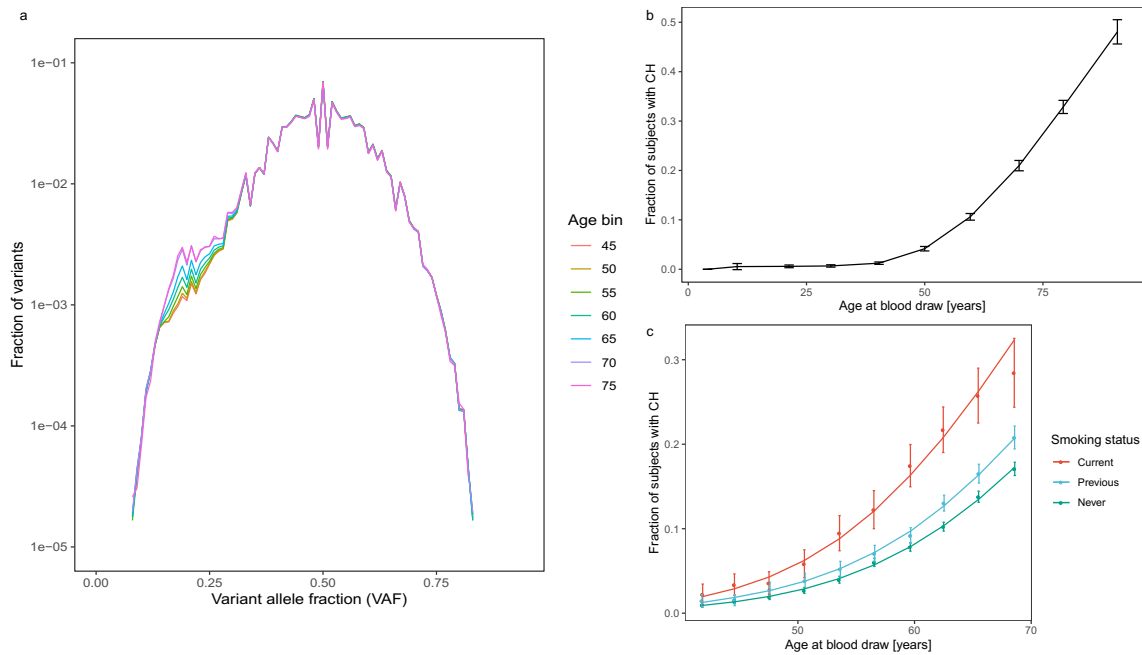 a
1e−01
1e−02
1e−03
1e−04
1e−05
Fraction of variants
0.00
0.25
0.50
0.75
Variant allele fraction (VAF)
Age bin
45
50
55
60
65
70
75
b
0.5
0.4
0.3
0.2
0.1
0.0
Fraction of subjects with CH
0
25
50
75
Age at blood draw [years]
c
0.3
0.2
0.1
0.0
Fraction of subjects with CH
50
60
70
Age at blood draw [years]
Smoking status
Current
Previous
Never